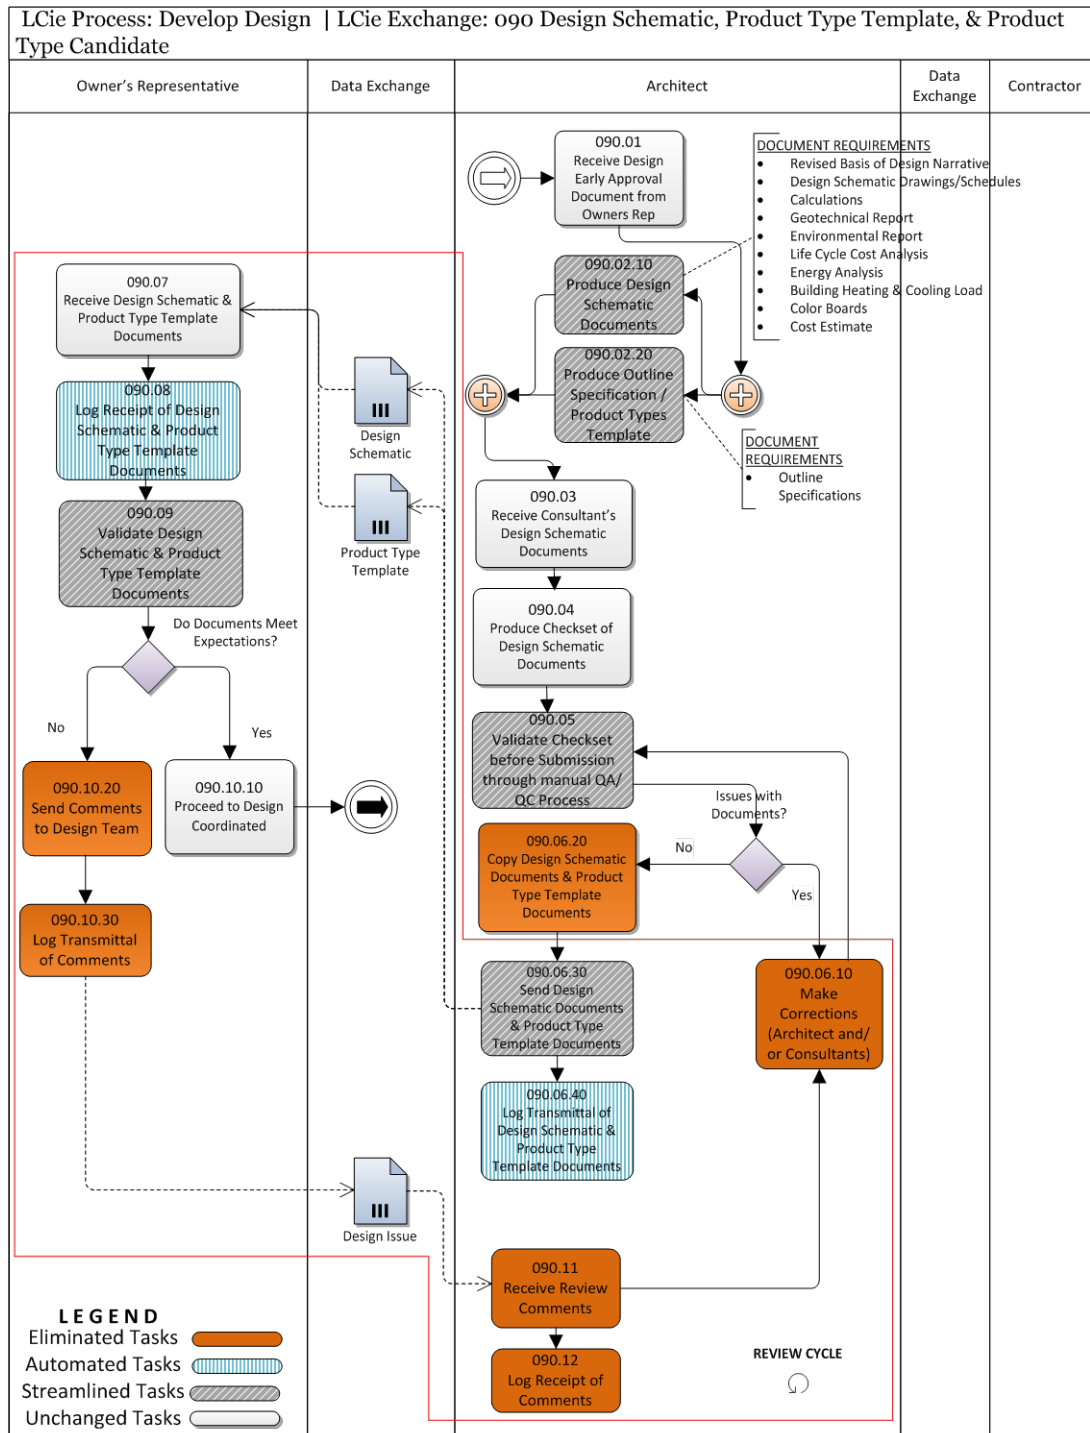 LCie Process: Develop Design | LCie Exchange: 090 Design Schematic, Product Type Template, & Product
Type Candidate
Owner's Representative
Data Exchange
Architect
Data
Exchange
Contractor
090.01
Receive Design
Early Approval
Document from
Owners Rep
DOCUMENT REQUIREMENTS
• Revised Basis of Design Narrative
• Design Schematic Drawings/Schedules
• Calculations
• Geotechnical Report
• Environmental Report
• Life Cycle Cost Analysis
• Energy Analysis
• Building Heating & Cooling Load
• Color Boards
• Cost Estimate
090.02.10
Produce Design
Schematic
Documents
090.02.20
Produce Outline
Specification /
Product Types
Template
DOCUMENT
REQUIREMENTS
• Outline
Specifications
090.07
Receive Design Schematic &
Product Type Template
Documents
090.08
Log Receipt of Design
Schematic & Product
Type Template
Documents
090.09
Validate Design
Schematic & Product
Type Template
Documents
Design
Schematic
Product Type
Template
090.03
Receive Consultant's
Design Schematic
Documents
090.04
Produce Checkset of
Design Schematic
Documents
Do Documents Meet
Expectations?
No
Yes
090.05
Validate Checkset
before Submission
through manual QA/
QC Process
Issues with
Documents?
No
Yes
090.10.20
Send Comments
to Design Team
090.10.10
Proceed to Design
Coordinated
090.06.20
Copy Design Schematic
Documents & Product
Type Template
Documents
090.10.30
Log Transmittal
of Comments
090.06.30
Send Design
Schematic Documents
& Product Type
Template Documents
090.06.10
Make
Corrections
(Architect and/
or Consultants)
090.06.40
Log Transmittal of
Design Schematic &
Product Type
Template Documents
Design Issue
090.11
Receive Review
Comments
090.12
Log Receipt of
Comments
REVIEW CYCLE
LEGEND
Eliminated Tasks
Automated Tasks
Streamlined Tasks
Unchanged Tasks